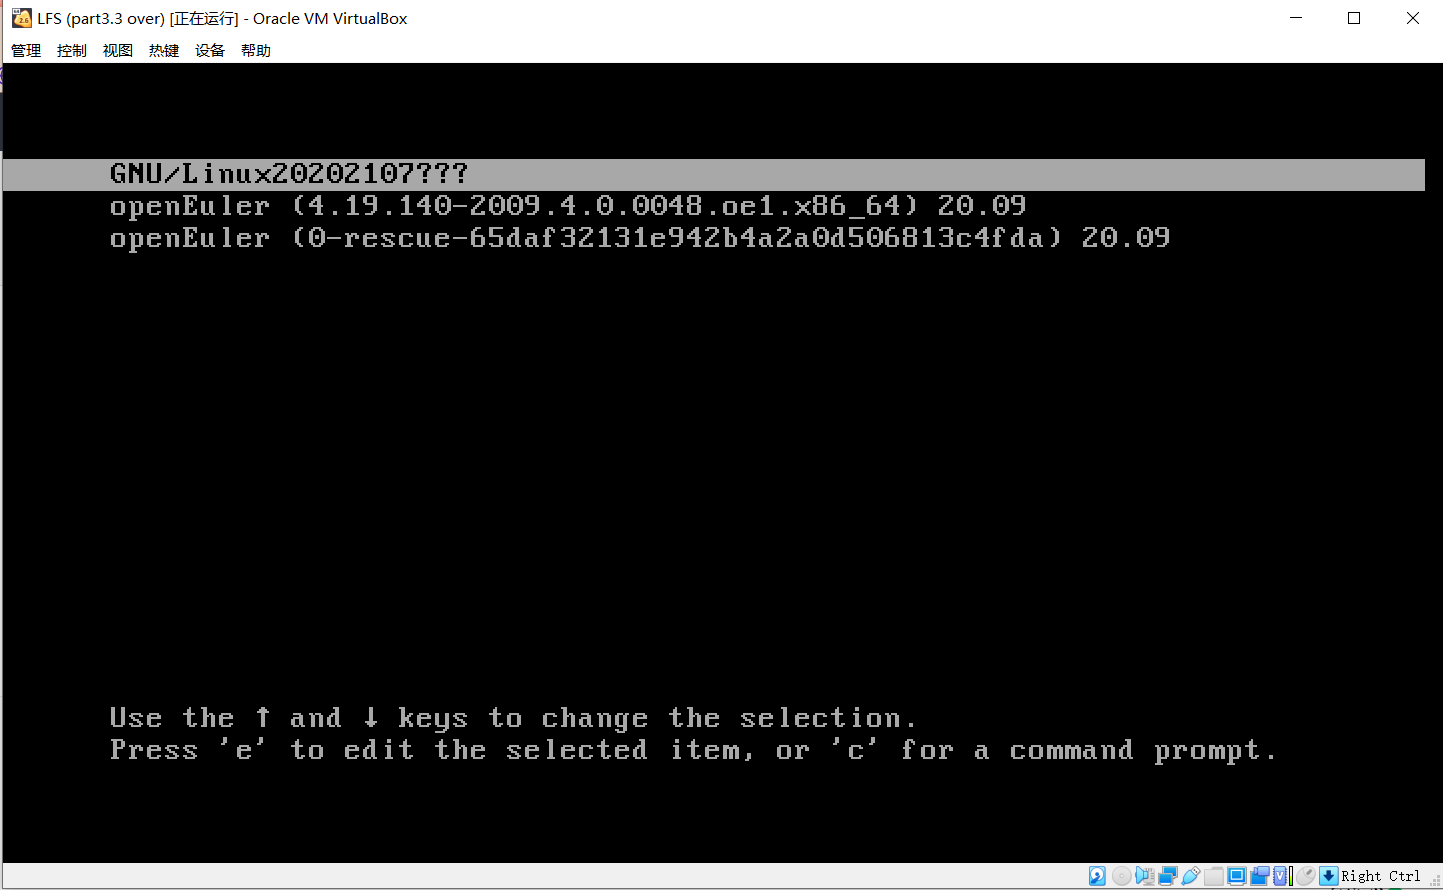 LFS (part3.3 over) [正在运行] - Oracle VM VirtualBox
管理 控制 视图 热键 设备 帮助
GNU/Linux20202107???
openEuler (4.19.140-2009.4.0.0048.oe1.x86_64) 20.09
openEuler (0-rescue-65daf32131e942b4a2a0d506813c4fda) 20.09
Use the ↑ and ↓ keys to change the selection.
Press 'e' to edit the selected item, or 'c' for a command prompt.
Right Ctrl